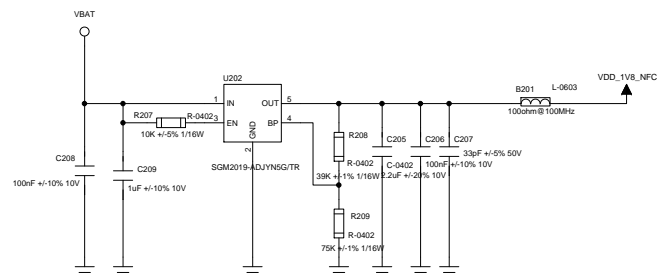 VBAT
U202
B201
L-0603
VDD_1V8_NFC
1
IN
OUT
5
R207
R-0402
3
EN
BP
4
100ohm@100MHz
10K +/-5% 1/16W
GND
2
R208
C205
C206
C207
C208
C209
SGM2019-ADJYN5G/TR
R-0402
C-0402
33pF +/-5% 50V
39K +/-1% 1/16W
2.2uF +/-20% 10V
100nF +/-10% 10V
100nF +/-10% 10V
1uF +/-10% 10V
R209
R-0402
75K +/-1% 1/16W